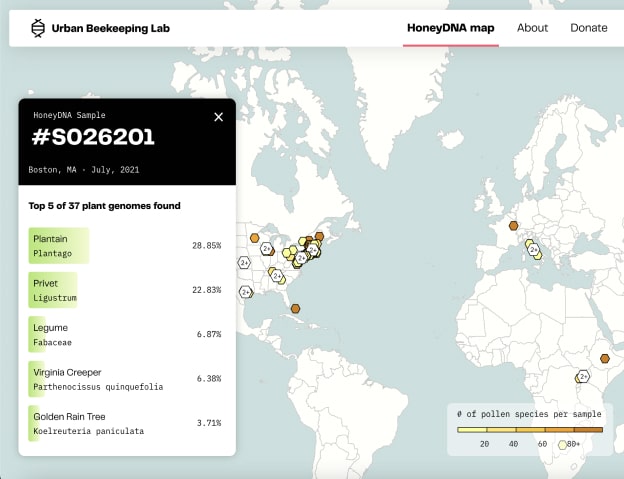 Urban Beekeeping Lab
HoneyDNA map
About
Donate
HoneyDNA Sample
#S026201
Boston, MA · July, 2021
Top 5 of 37 plant genomes found
Plantain
Plantago
28.85%
Privet
Ligustrum
22.83%
Legume
Fabaceae
6.87%
Virginia Creeper
Parthenocissus quinquefolia
6.38%
Golden Rain Tree
Koelreuteria paniculata
3.71%
2+
2+
2+
2+
2+
2+
2+
2+
# of pollen species per sample
20 40 60 80+